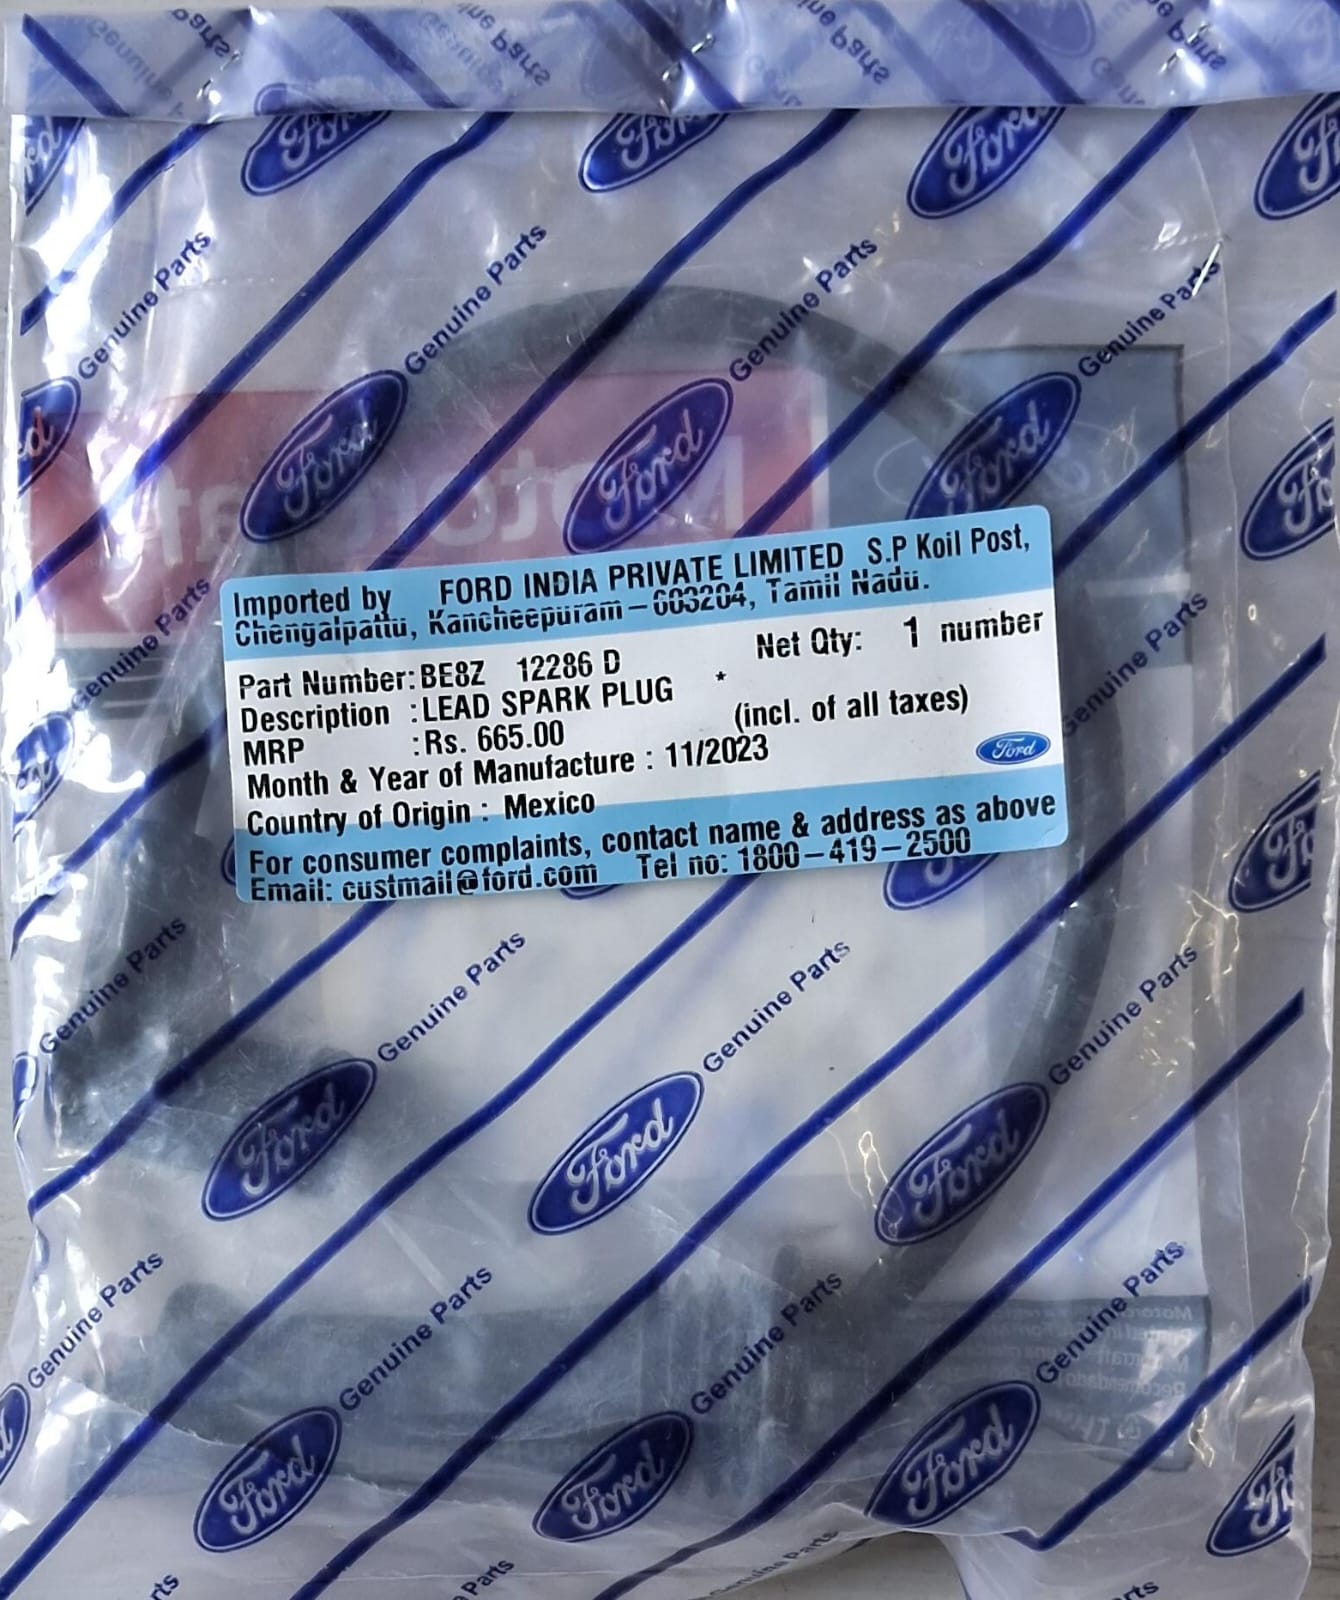 Imported by FORD INDIA PRIVATE LIMITED S.P Koil Post,
Chengalpattu, Kancheepuram-603204, Tamil Nadu.
Part Number: BE8Z 12286 D Net Qty: 1 number
Description : LEAD SPARK PLUG *
MRP : Rs. 665.00 (incl. of all taxes)
Month & Year of Manufacture : 11/2023
Ford
Country of Origin : Mexico
For consumer complaints, contact name & address as above
Email: custmail@ford.com Tel no: 1800-419-2500
Ford
Genuine Parts